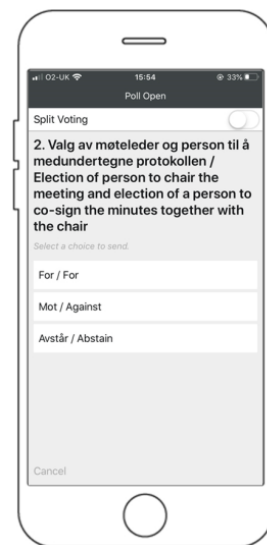 O2-UK 15:54 33%
Poll Open
Split Voting
2. Valg av møteleder og person til å
medundertegne protokollen /
Election of person to chair the
meeting and election of a person to
co-sign the minutes together with
the chair
Select a choice to send.
For / For
Mot / Against
Avstår / Abstain
Cancel